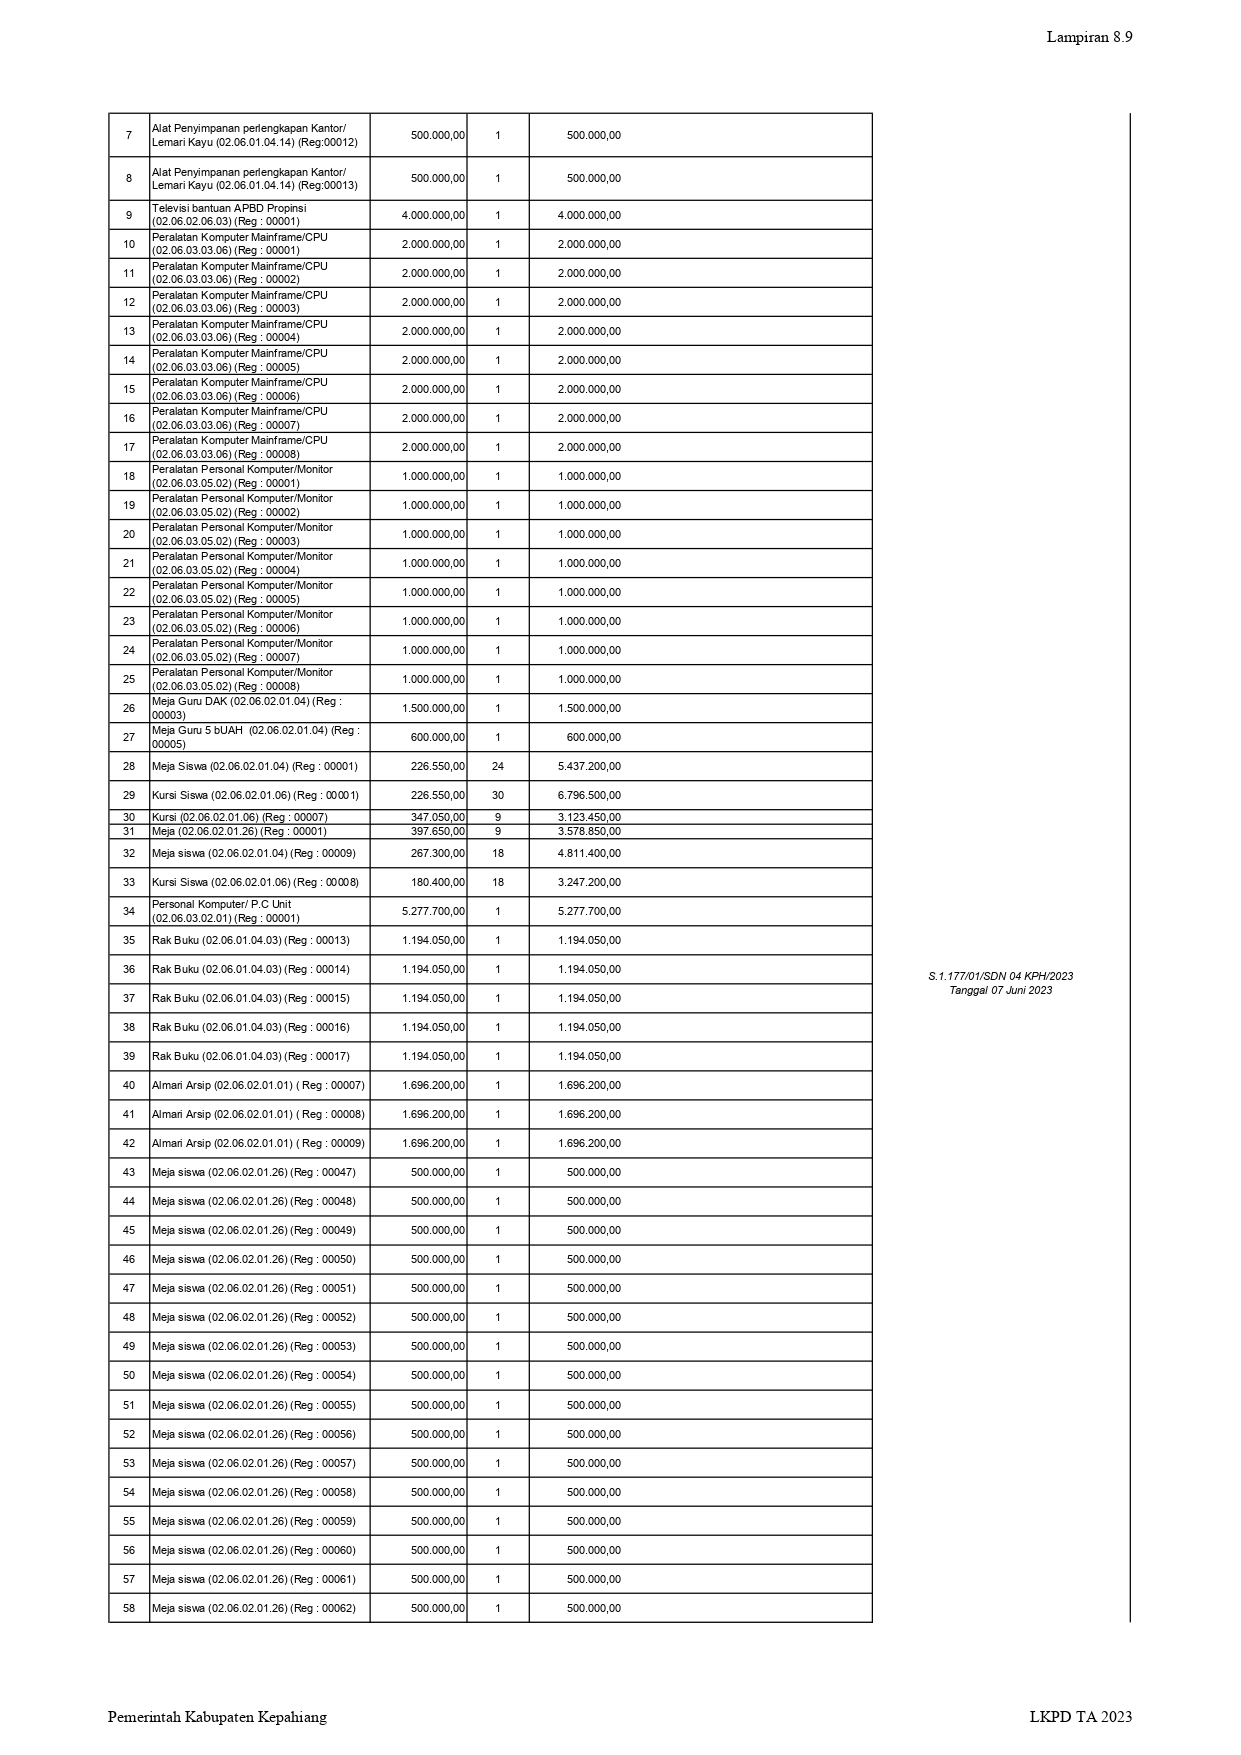 Lampiran 8.9
7 Alat Penyimpanan perlengkapan Kantor/
Lemari Kayu (02.06.01.04.14) (Reg:00012) 500.000,00 1 500.000,00
8 Alat Penyimpanan perlengkapan Kantor/
Lemari Kayu (02.06.01.04.14) (Reg:00013) 500.000,00 1 500.000,00
9 Televisi bantuan APBD Propinsi
(02.06.02.06.03) (Reg : 00001) 4.000.000,00 1 4.000.000,00
10 Peralatan Komputer Mainframe/CPU
(02.06.03.03.06) (Reg : 00001) 2.000.000,00 1 2.000.000,00
11 Peralatan Komputer Mainframe/CPU
(02.06.03.03.06) (Reg : 00002) 2.000.000,00 1 2.000.000,00
12 Peralatan Komputer Mainframe/CPU
(02.06.03.03.06) (Reg : 00003) 2.000.000,00 1 2.000.000,00
13 Peralatan Komputer Mainframe/CPU
(02.06.03.03.06) (Reg : 00004) 2.000.000,00 1 2.000.000,00
14 Peralatan Komputer Mainframe/CPU
(02.06.03.03.06) (Reg : 00005) 2.000.000,00 1 2.000.000,00
15 Peralatan Komputer Mainframe/CPU
(02.06.03.03.06) (Reg : 00006) 2.000.000,00 1 2.000.000,00
16 Peralatan Komputer Mainframe/CPU
(02.06.03.03.06) (Reg : 00007) 2.000.000,00 1 2.000.000,00
17 Peralatan Komputer Mainframe/CPU
(02.06.03.03.06) (Reg : 00008) 2.000.000,00 1 2.000.000,00
18 Peralatan Personal Komputer/Monitor
(02.06.03.05.02) (Reg : 00001) 1.000.000,00 1 1.000.000,00
19 Peralatan Personal Komputer/Monitor
(02.06.03.05.02) (Reg : 00002) 1.000.000,00 1 1.000.000,00
20 Peralatan Personal Komputer/Monitor
(02.06.03.05.02) (Reg : 00003) 1.000.000,00 1 1.000.000,00
21 Peralatan Personal Komputer/Monitor
(02.06.03.05.02) (Reg : 00004) 1.000.000,00 1 1.000.000,00
22 Peralatan Personal Komputer/Monitor
(02.06.03.05.02) (Reg : 00005) 1.000.000,00 1 1.000.000,00
23 Peralatan Personal Komputer/Monitor
(02.06.03.05.02) (Reg : 00006) 1.000.000,00 1 1.000.000,00
24 Peralatan Personal Komputer/Monitor
(02.06.03.05.02) (Reg : 00007) 1.000.000,00 1 1.000.000,00
25 Peralatan Personal Komputer/Monitor
(02.06.03.05.02) (Reg : 00008) 1.000.000,00 1 1.000.000,00
26 Meja Guru DAK (02.06.02.01.04) (Reg :
00003) 1.500.000,00 1 1.500.000,00
27 Meja Guru 5 bUAH (02.06.02.01.04) (Reg :
00005) 600.000,00 1 600.000,00
28 Meja Siswa (02.06.02.01.04) (Reg : 00001) 226.550,00 24 5.437.200,00
29 Kursi Siswa (02.06.02.01.06) (Reg : 00001) 226.550,00 30 6.796.500,00
30 Kursi (02.06.02.01.06) (Reg : 00007) 347.050,00 9 3.123.450,00
31 Meja (02.06.02.01.26) (Reg : 00001) 397.650,00 9 3.578.850,00
32 Meja siswa (02.06.02.01.04) (Reg : 00009) 267.300,00 18 4.811.400,00
33 Kursi Siswa (02.06.02.01.06) (Reg : 00008) 180.400,00 18 3.247.200,00
34 Personal Komputer/ P.C Unit
(02.06.03.02.01) (Reg : 00001) 5.277.700,00 1 5.277.700,00
35 Rak Buku (02.06.01.04.03) (Reg : 00013) 1.194.050,00 1 1.194.050,00
36 Rak Buku (02.06.01.04.03) (Reg : 00014) 1.194.050,00 1 1.194.050,00
S.1.177/01/SDN 04 KPH/2023
Tanggal 07 Juni 2023
37 Rak Buku (02.06.01.04.03) (Reg : 00015) 1.194.050,00 1 1.194.050,00
38 Rak Buku (02.06.01.04.03) (Reg : 00016) 1.194.050,00 1 1.194.050,00
39 Rak Buku (02.06.01.04.03) (Reg : 00017) 1.194.050,00 1 1.194.050,00
40 Almari Arsip (02.06.02.01.01) ( Reg : 00007) 1.696.200,00 1 1.696.200,00
41 Almari Arsip (02.06.02.01.01) ( Reg : 00008) 1.696.200,00 1 1.696.200,00
42 Almari Arsip (02.06.02.01.01) ( Reg : 00009) 1.696.200,00 1 1.696.200,00
43 Meja siswa (02.06.02.01.26) (Reg : 00047) 500.000,00 1 500.000,00
44 Meja siswa (02.06.02.01.26) (Reg : 00048) 500.000,00 1 500.000,00
45 Meja siswa (02.06.02.01.26) (Reg : 00049) 500.000,00 1 500.000,00
46 Meja siswa (02.06.02.01.26) (Reg : 00050) 500.000,00 1 500.000,00
47 Meja siswa (02.06.02.01.26) (Reg : 00051) 500.000,00 1 500.000,00
48 Meja siswa (02.06.02.01.26) (Reg : 00052) 500.000,00 1 500.000,00
49 Meja siswa (02.06.02.01.26) (Reg : 00053) 500.000,00 1 500.000,00
50 Meja siswa (02.06.02.01.26) (Reg : 00054) 500.000,00 1 500.000,00
51 Meja siswa (02.06.02.01.26) (Reg : 00055) 500.000,00 1 500.000,00
52 Meja siswa (02.06.02.01.26) (Reg : 00056) 500.000,00 1 500.000,00
53 Meja siswa (02.06.02.01.26) (Reg : 00057) 500.000,00 1 500.000,00
54 Meja siswa (02.06.02.01.26) (Reg : 00058) 500.000,00 1 500.000,00
55 Meja siswa (02.06.02.01.26) (Reg : 00059) 500.000,00 1 500.000,00
56 Meja siswa (02.06.02.01.26) (Reg : 00060) 500.000,00 1 500.000,00
57 Meja siswa (02.06.02.01.26) (Reg : 00061) 500.000,00 1 500.000,00
58 Meja siswa (02.06.02.01.26) (Reg : 00062) 500.000,00 1 500.000,00
Pemerintah Kabupaten Kepahiang
LKPD TA 2023